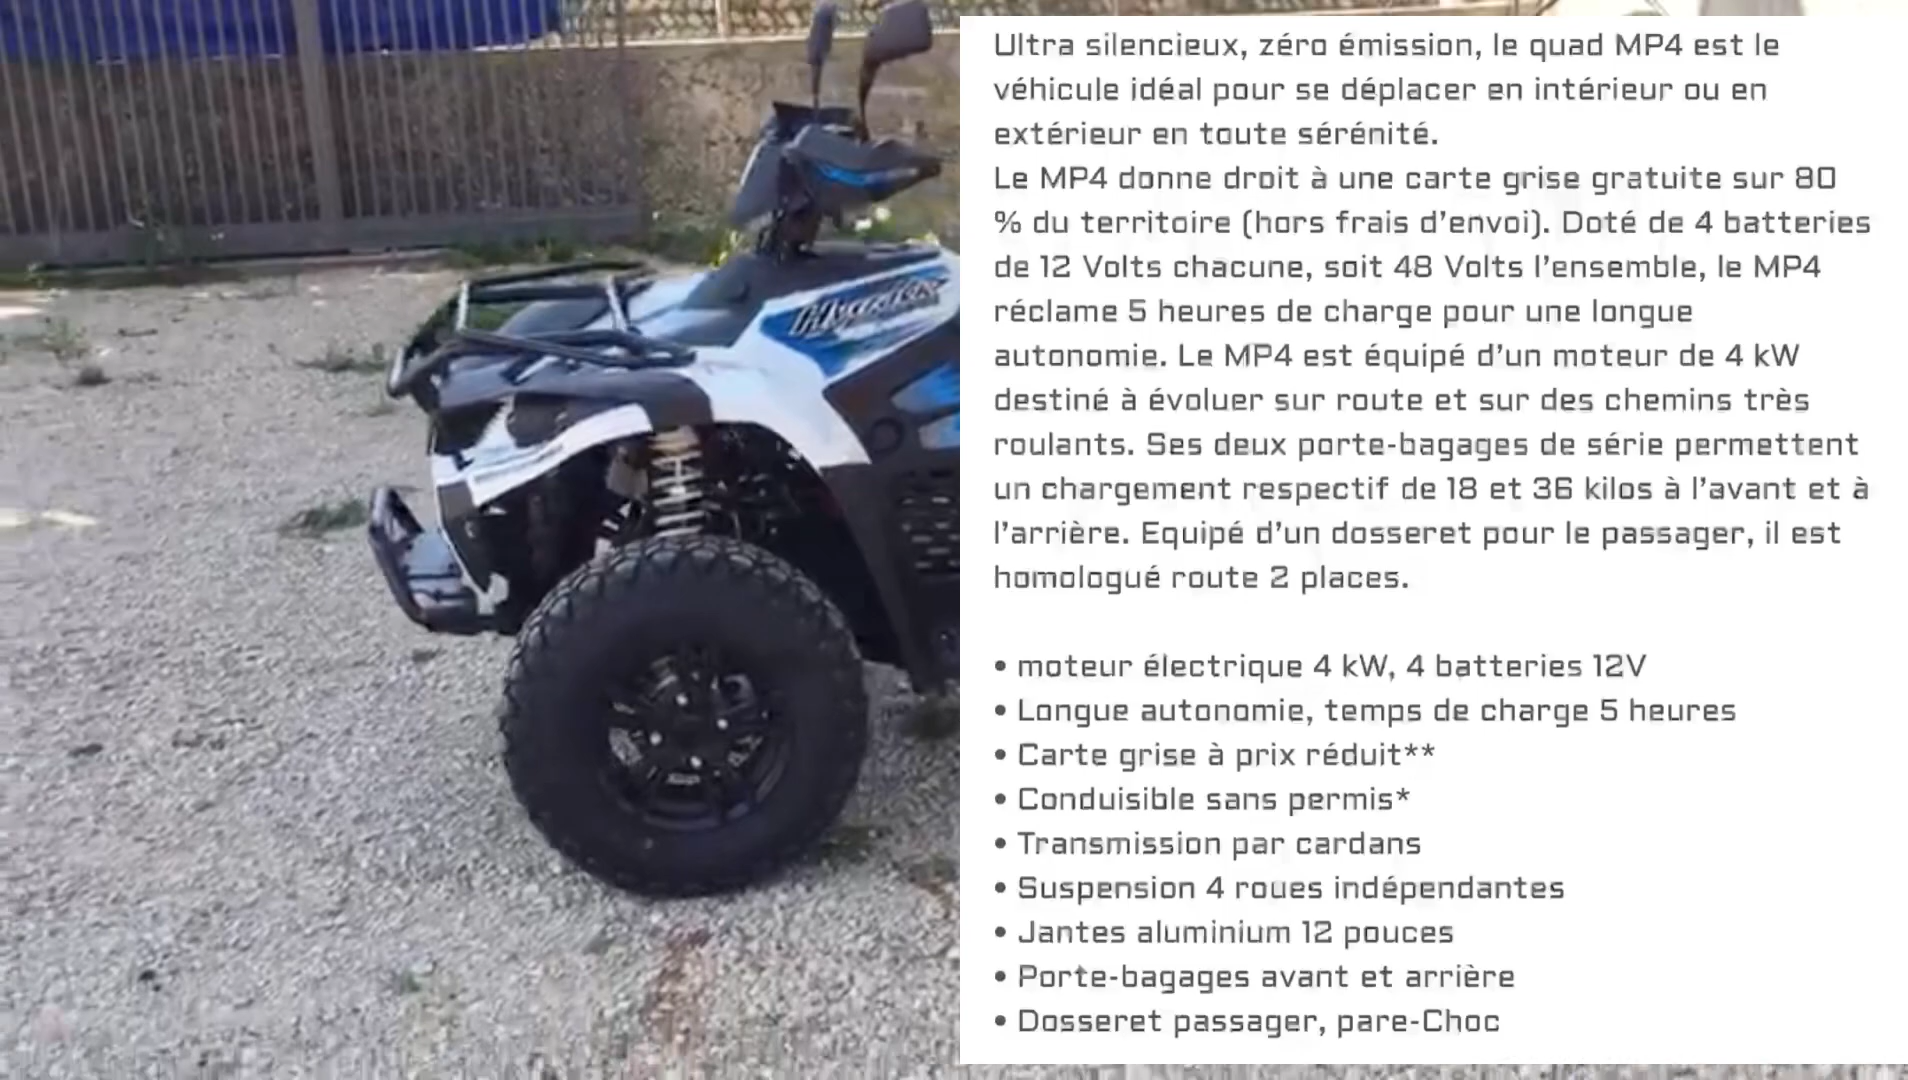 Ultra silencieux, zéro émission, le quad MP4 est le
véhicule idéal pour se déplacer en intérieur ou en
extérieur en toute sérénité.
Le MP4 donne droit à une carte grise gratuite sur 80
% du territoire (hors frais d’envoi). Doté de 4 batteries
de 12 Volts chacune, soit 48 Volts l’ensemble, le MP4
réclame 5 heures de charge pour une longue
autonomie. Le MP4 est équipé d’un moteur de 4 kW
destiné à évoluer sur route et sur des chemins très
roulants. Ses deux porte-bagages de série permettent
un chargement respectif de 18 et 36 kilos à l’avant et à
l’arrière. Equipé d’un dosseret pour le passager, il est
homologué route 2 places.
• moteur électrique 4 kW, 4 batteries 12V
• Longue autonomie, temps de charge 5 heures
• Carte grise à prix réduit**
• Conduisible sans permis*
• Transmission par cardans
• Suspension 4 roues indépendantes
• Jantes aluminium 12 pouces
• Porte-bagages avant et arrière
• Dosseret passager, pare-Choc